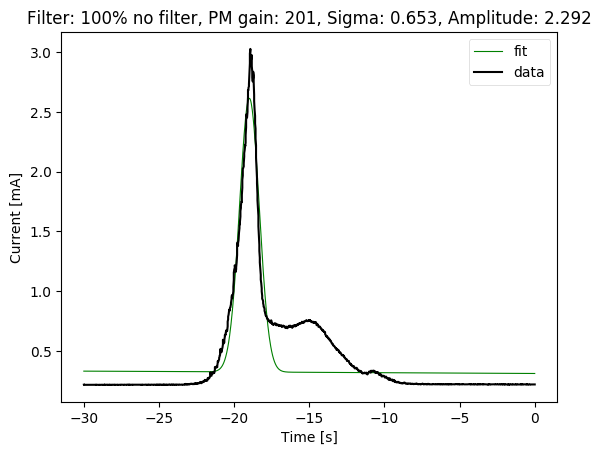 Filter: 100% no filter, PM gain: 201, Sigma: 0.653, Amplitude: 2.292
fit
data
3.0
2.5
2.0
1.5
1.0
0.5
Current [mA]
−30
−25
−20
−15
−10
−5
0
Time [s]